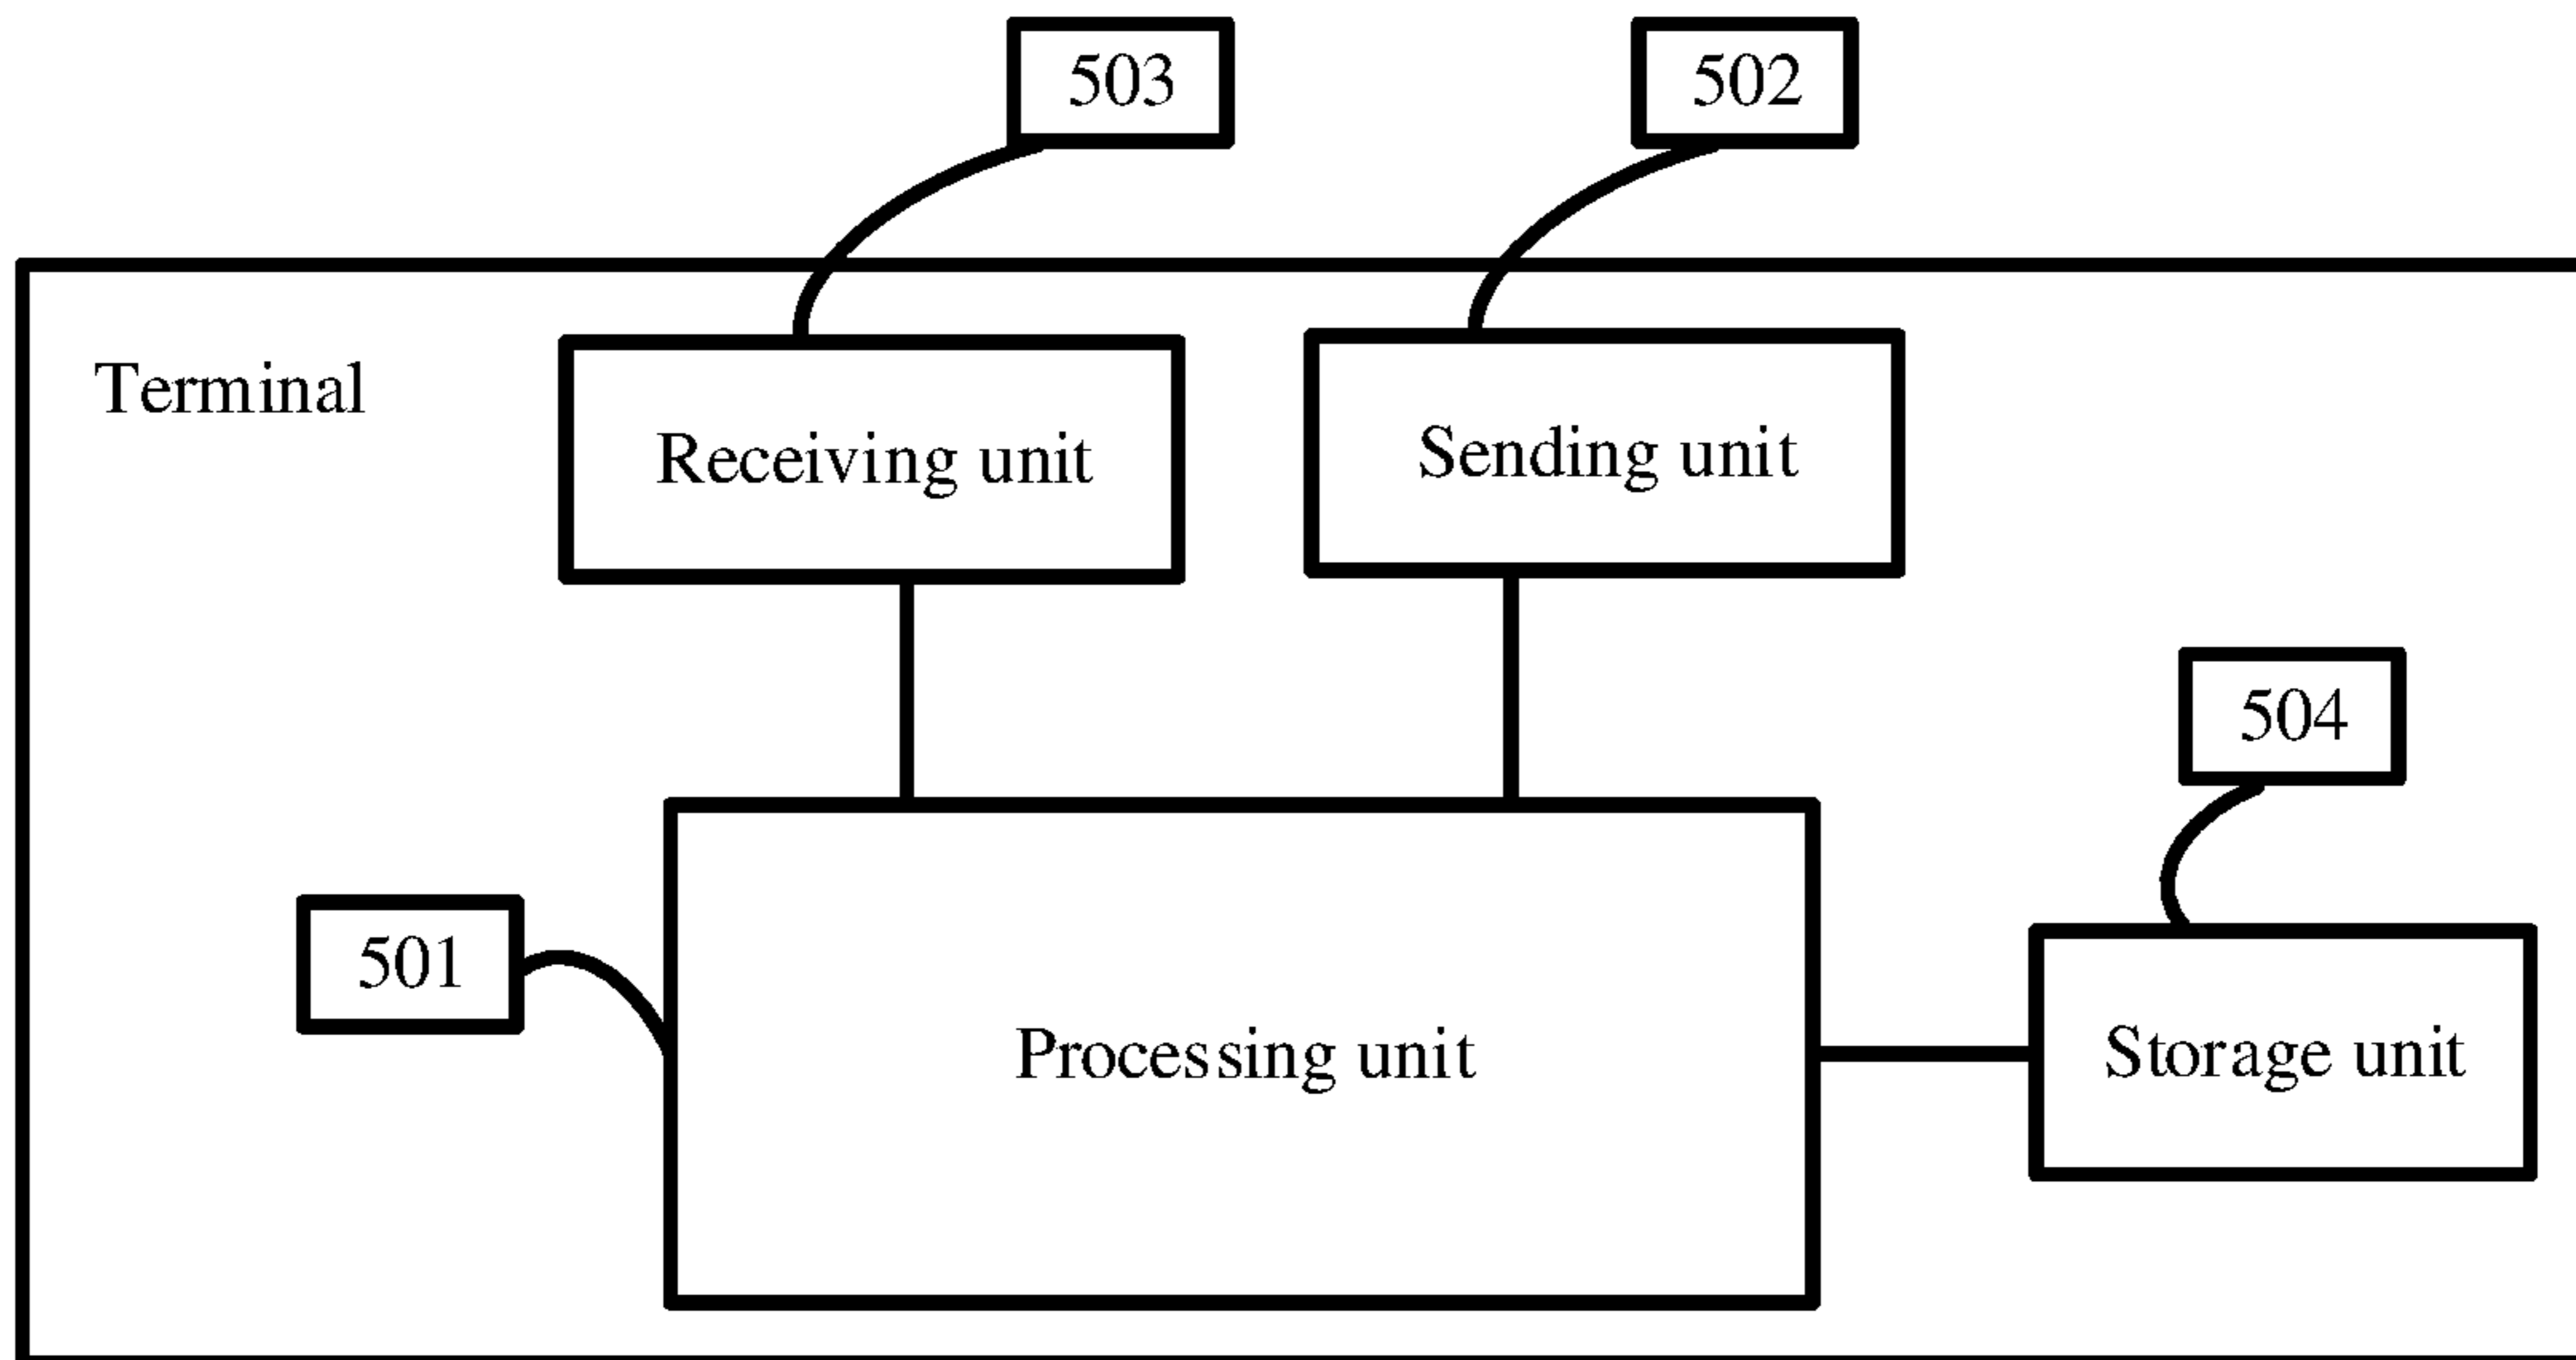 503
502
Terminal
Receiving unit
Sending unit
504
501
Processing unit
Storage unit